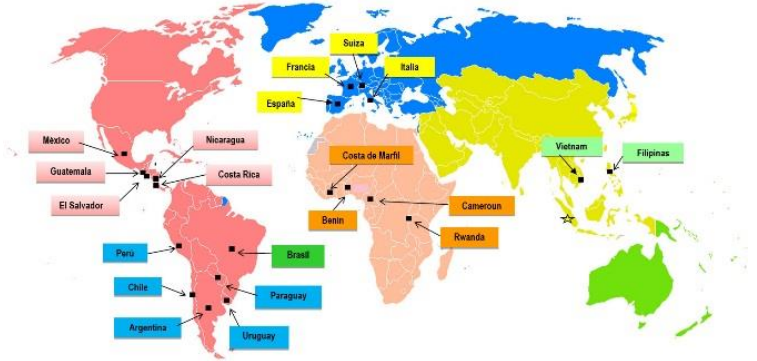 Suiza
Francia
Italia
España
México
Nicaragua
Guatemala
Costa Rica
El Salvador
Costa de Marfil
Vietnam
Filipinas
Benin
Cameroun
Rwanda
Perú
Brasil
Chile
Paraguay
Argentina
Uruguay